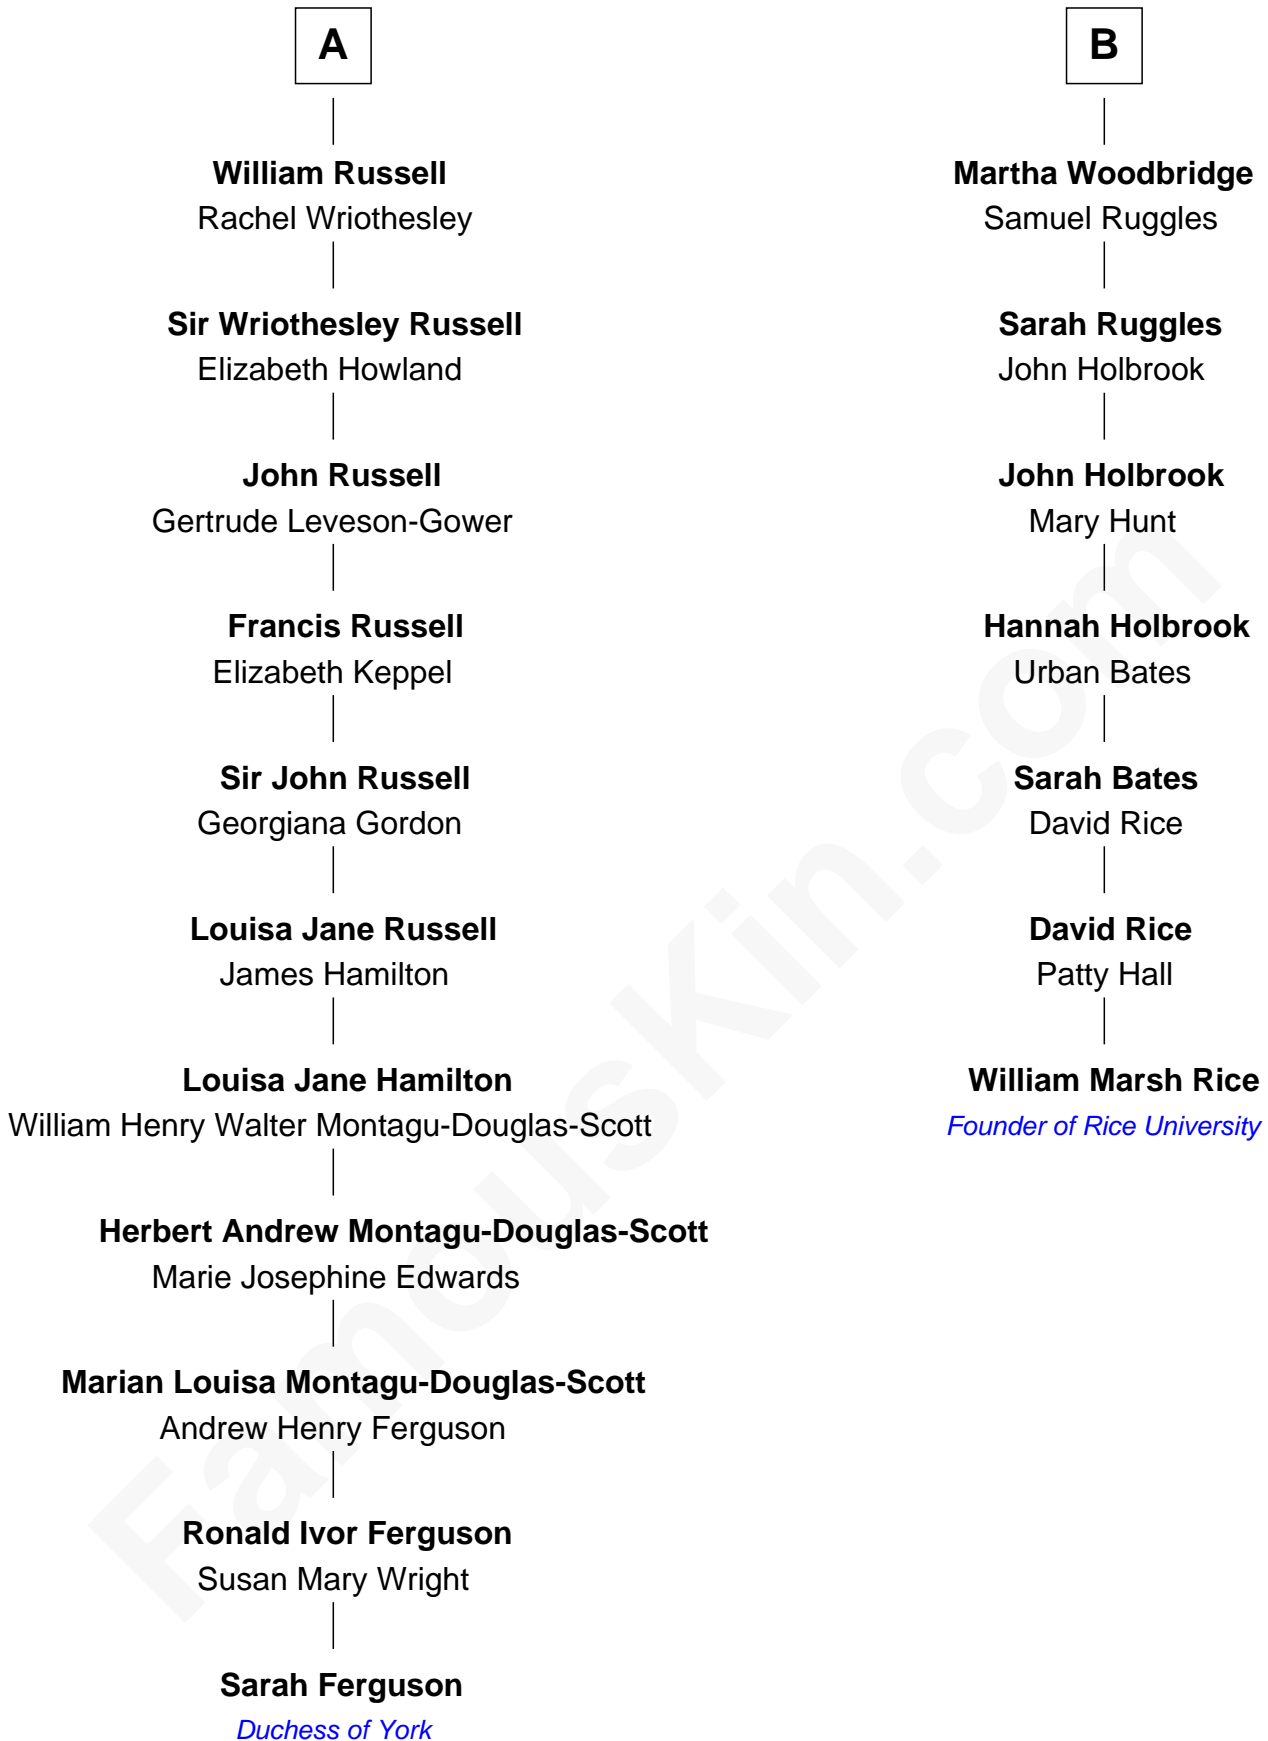 A
William Russell
Rachel Wriothesley
Sir Wriothesley Russell
Elizabeth Howland
John Russell
Gertrude Leveson-Gower
Francis Russell
Elizabeth Keppel
Sir John Russell
Georgiana Gordon
Louisa Jane Russell
James Hamilton
Louisa Jane Hamilton
William Henry Walter Montagu-Douglas-Scott
Herbert Andrew Montagu-Douglas-Scott
Marie Josephine Edwards
Marian Louisa Montagu-Douglas-Scott
Andrew Henry Ferguson
Ronald Ivor Ferguson
Susan Mary Wright
Sarah Ferguson
Duchess of York
B
Martha Woodbridge
Samuel Ruggles
Sarah Ruggles
John Holbrook
John Holbrook
Mary Hunt
Hannah Holbrook
Urban Bates
Sarah Bates
David Rice
David Rice
Patty Hall
William Marsh Rice
Founder of Rice University
FamousKin.com